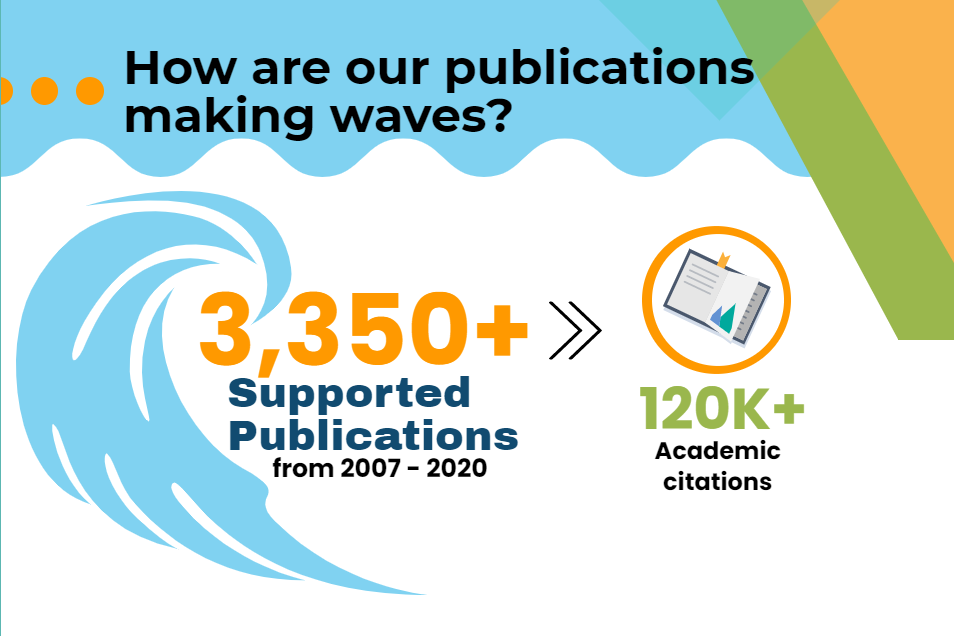 How are our publications
making waves?
3,350+
Supported
Publications
from 2007 - 2020
120K+
Academic
citations